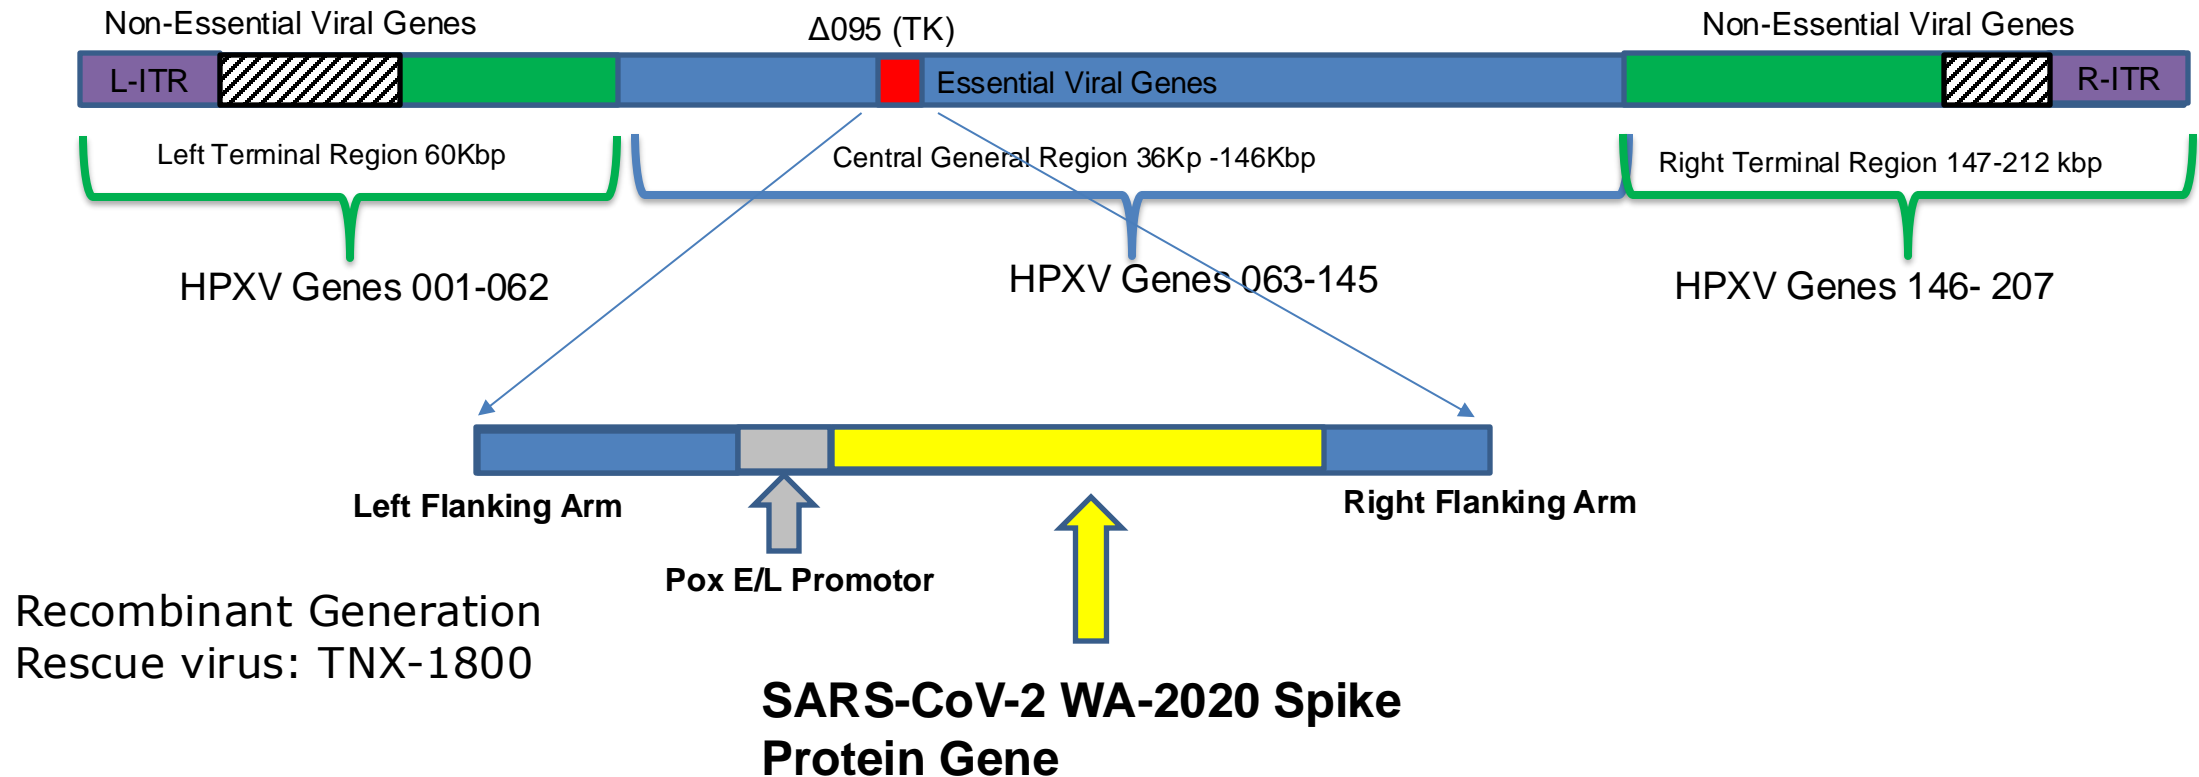 Non-Essential Viral Genes
Δ095 (TK)
Non-Essential Viral Genes
L-ITR
Essential Viral Genes
R-ITR
Left Terminal Region 60Kbp
Central General Region 36Kp -146Kbp
Right Terminal Region 147-212 kbp
HPXV Genes 001-062
HPXV Genes 063-145
HPXV Genes 146- 207
Left Flanking Arm
Right Flanking Arm
Pox E/L Promotor
Recombinant Generation
Rescue virus: TNX-1800
SARS-CoV-2 WA-2020 Spike
Protein Gene